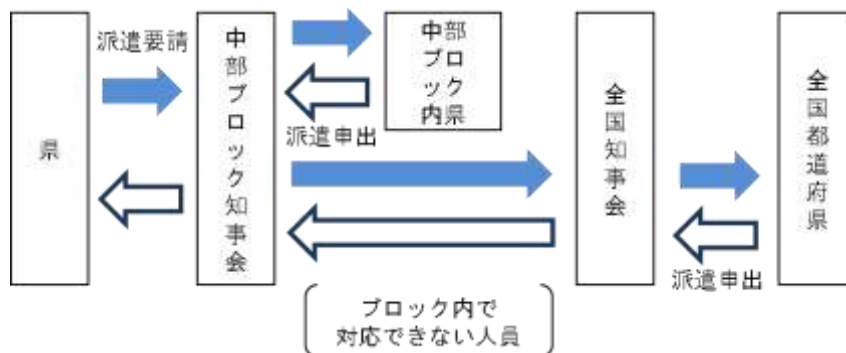 県
派遣要請
中部ブロック知事会
中部
ブロ
ック
内県
派遣申出
全国知事会
全国都道府県
派遣申出
ブロック内で
対応できない人員